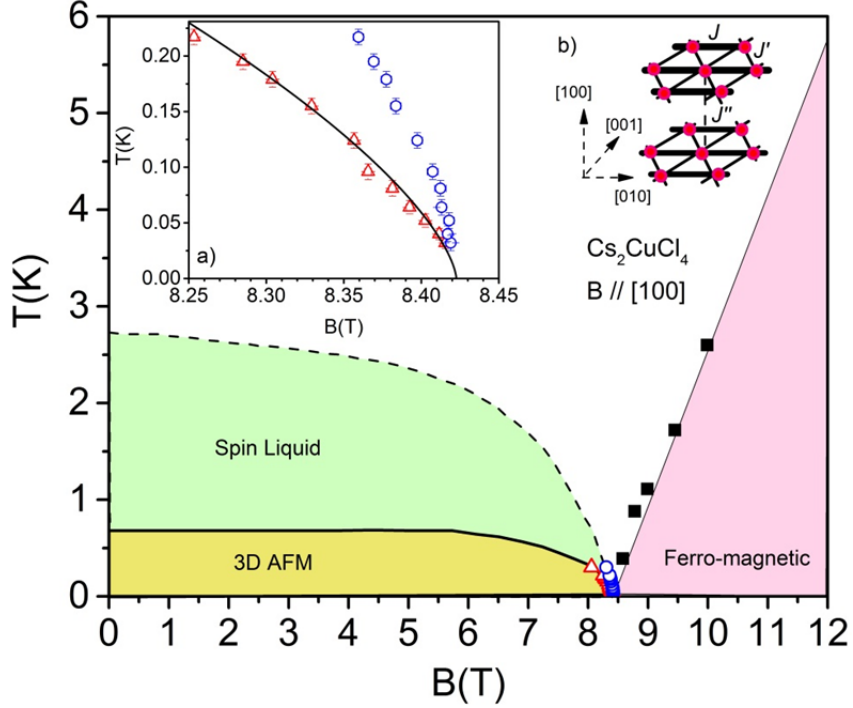 6
5
4
3
2
1
0
T(K)
0 1 2 3 4 5 6 7 8 9 10 11 12
B(T)
0.20
0.15
0.10
0.05
0.00
T(K)
a)
8.25 8.30 8.35 8.40 8.45
B(T)
b)
J
J'
J''
[100]
[001]
[010]
Cs₂CuCl₄
B // [100]
Spin Liquid
3D AFM
Ferro-magnetic